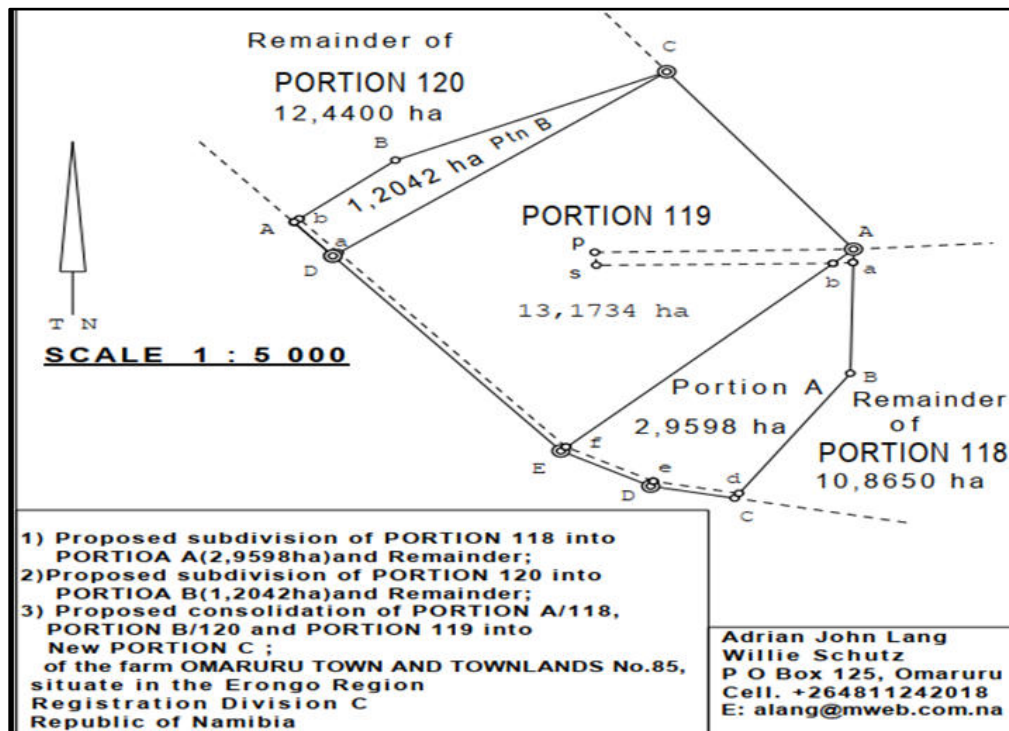 Remainder of
PORTION 120
12,4400 ha
C
B
Ptn B
1,2042 ha
b
A
a
D
PORTION 119
A
p
s
b
a
13,1734 ha
T N
SCALE 1 : 5 000
Portion A
B
2,9598 ha
Remainder
of
PORTION 118
10,8650 ha
f
E
e
D
d
C
1) Proposed subdivision of PORTION 118 into
PORTIOA A(2,9598ha)and Remainder;
2)Proposed subdivision of PORTION 120 into
PORTIOA B(1,2042ha)and Remainder;
3) Proposed consolidation of PORTION A/118,
PORTION B/120 and PORTION 119 into
New PORTION C ;
of the farm OMARURU TOWN AND TOWNLANDS No.85,
situate in the Erongo Region
Registration Division C
Republic of Namibia
Adrian John Lang
Willie Schutz
P O Box 125, Omaruru
Cell. +264811242018
E: alang@mweb.com.na